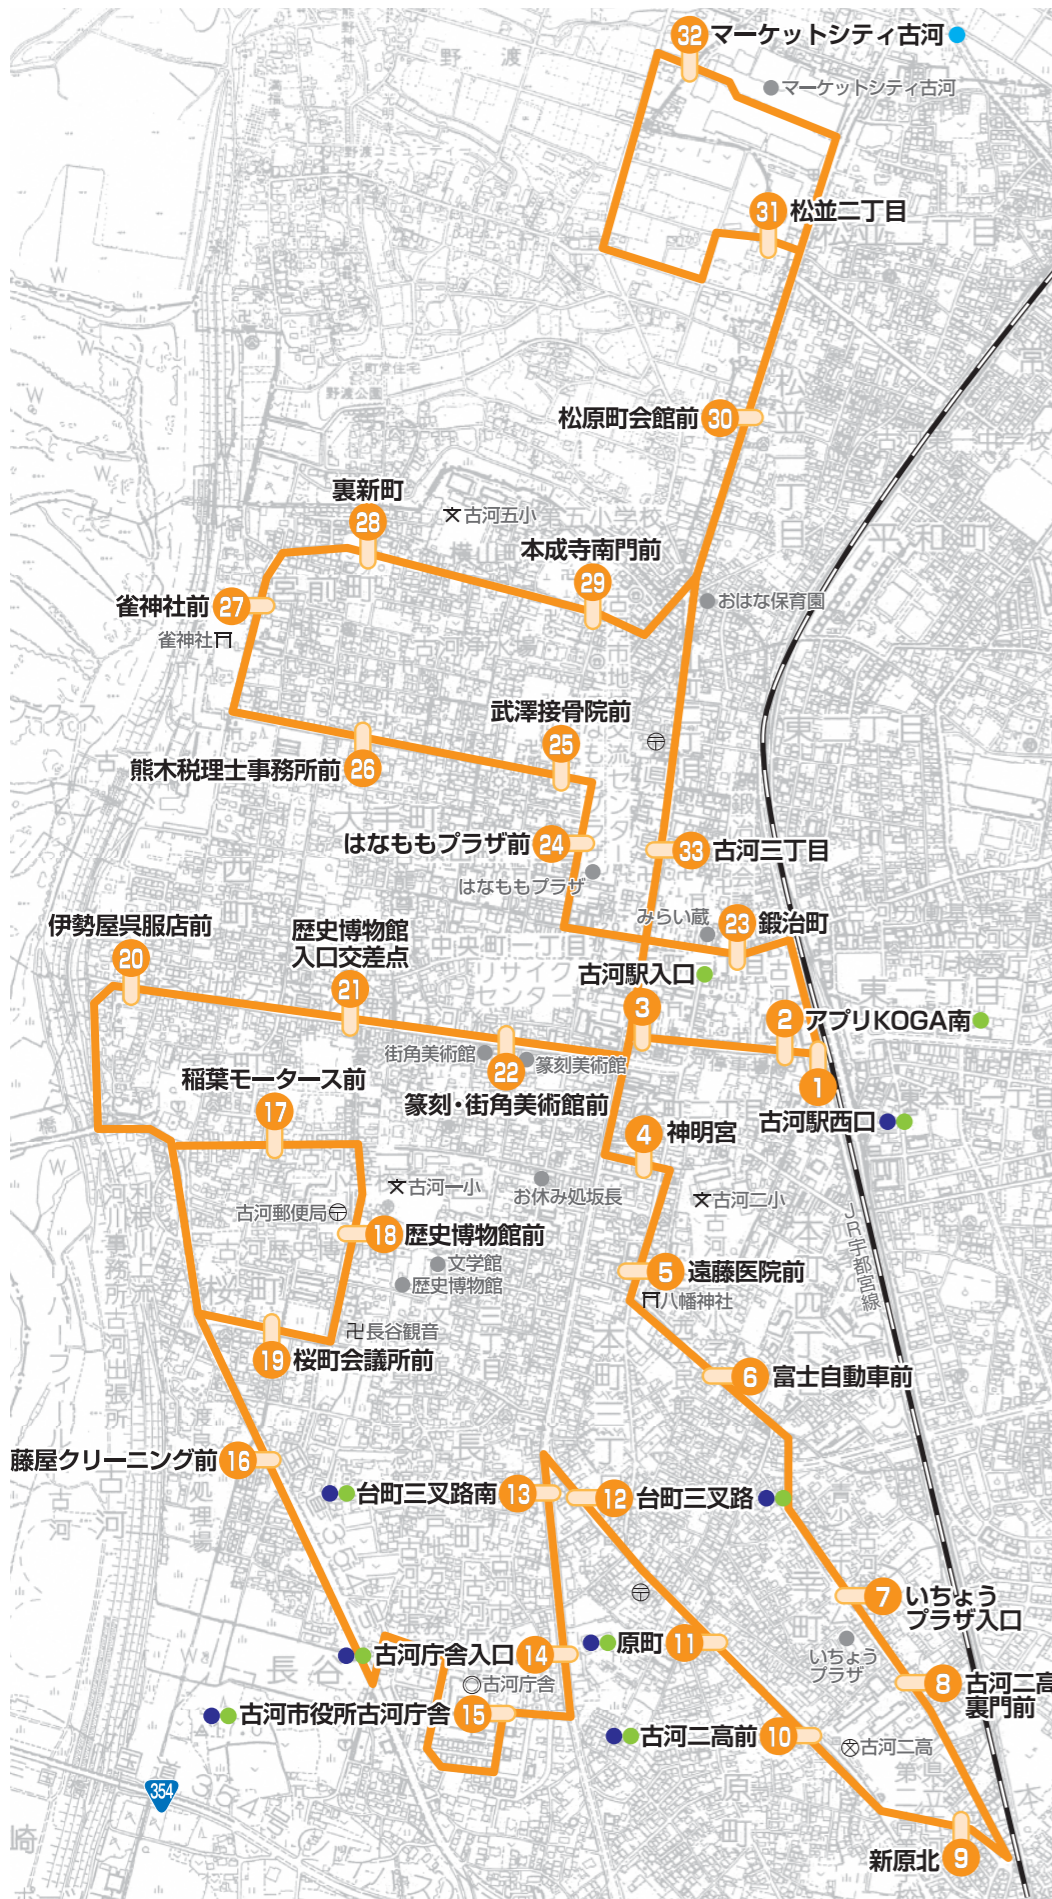 32 マーケットシティ古河
マーケットシティ古河
野渡
31 松並二丁目
松原町会館前 30
裏新町
28
古河五小
本成寺南門前
29
平和町
雀神社前 27
宮前町
おはな保育園
雀神社
武澤接骨院前
25
熊木税理士事務所前 26
はなももプラザ前 24
33 古河三丁目
はなももプラザ
みらい蔵
23 鍛冶町
伊勢屋呉服店前
20
歴史博物館
入口交差点
21
リサイクル
センター
古河駅入口
3
2 アプリKOGA南
街角美術館
篆刻美術館
22
篆刻・街角美術館前
1
古河駅西口
稲葉モータース前
17
4 神明宮
古河一小
お休み処坂長
古河二小
古河郵便局
18 歴史博物館前
文学館
歴史博物館
JR宇都宮線
5 遠藤医院前
八幡神社
長谷観音
19 桜町会議所前
6 富士自動車前
藤屋クリーニング前 16
台町三叉路南 13
12 台町三叉路
7 いちょう
プラザ入口
古河庁舎入口 14
原町 11
いちょう
プラザ
古河庁舎
8 古河二高
裏門前
古河市役所古河庁舎 15
古河二高前 10
古河二高
354
新原北 9